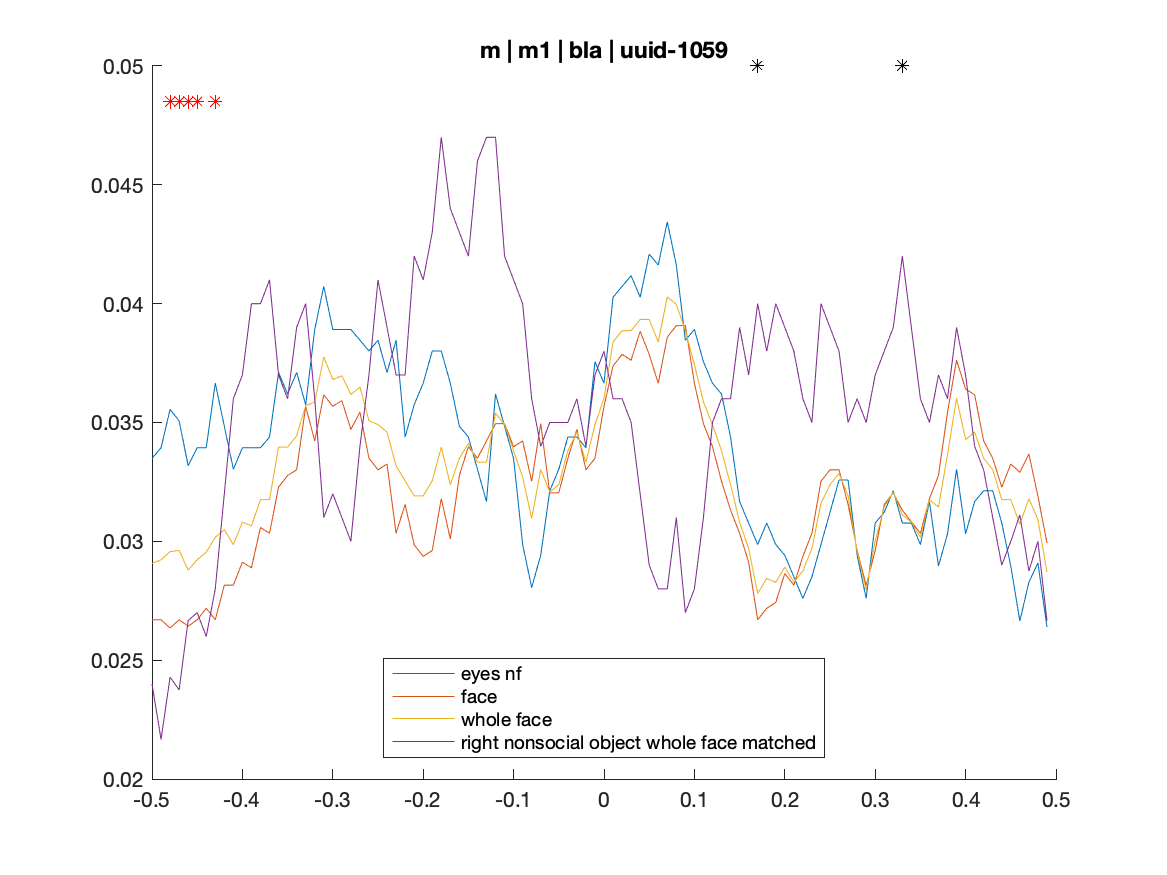 m | m1 | bla | uuid-1059
0.05
0.045
0.04
0.035
0.03
0.025
0.02
eyes nf
face
whole face
right nonsocial object whole face matched
-0.5 -0.4 -0.3 -0.2 -0.1 0 0.1 0.2 0.3 0.4 0.5